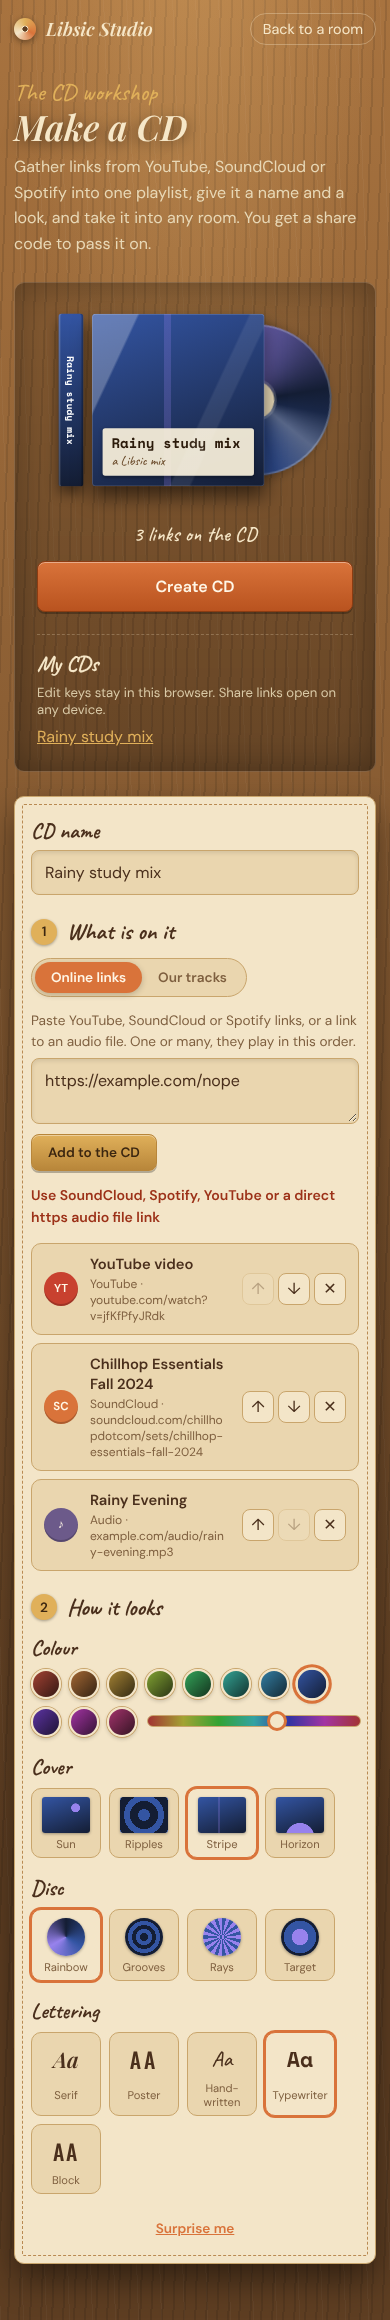 Libsic Studio
Back to a room
The CD workshop
Make a CD
Gather links from YouTube, SoundCloud or
Spotify into one playlist, give it a name and a
look, and take it into any room. You get a share
code to pass it on.
Rainy study mix
Rainy study mix
a Libsic mix
3 links on the CD
Create CD
My CDs
Edit keys stay in this browser. Share links open on
any device.
Rainy study mix
CD name
Rainy study mix
1 What is on it
Online links
Our tracks
Paste YouTube, SoundCloud or Spotify links, or a link
to an audio file. One or many, they play in this order.
https://example.com/nope
Add to the CD
Use SoundCloud, Spotify, YouTube or a direct
https audio file link
YT
YouTube video
YouTube ·
youtube.com/watch?
v=jfKfPfyJRdk
↑ ↓ ✕
SC
Chillhop Essentials
Fall 2024
SoundCloud ·
soundcloud.com/chillho
pdotcom/sets/chillhop-
essentials-fall-2024
↑ ↓ ✕
♪
Rainy Evening
Audio ·
example.com/audio/rain
y-evening.mp3
↑ ↓ ✕
2 How it looks
Colour
Cover
Sun
Ripples
Stripe
Horizon
Disc
Rainbow
Grooves
Rays
Target
Lettering
Aa
Serif
AA
Poster
Aa
Hand-
written
Aa
Typewriter
AA
Block
Surprise me